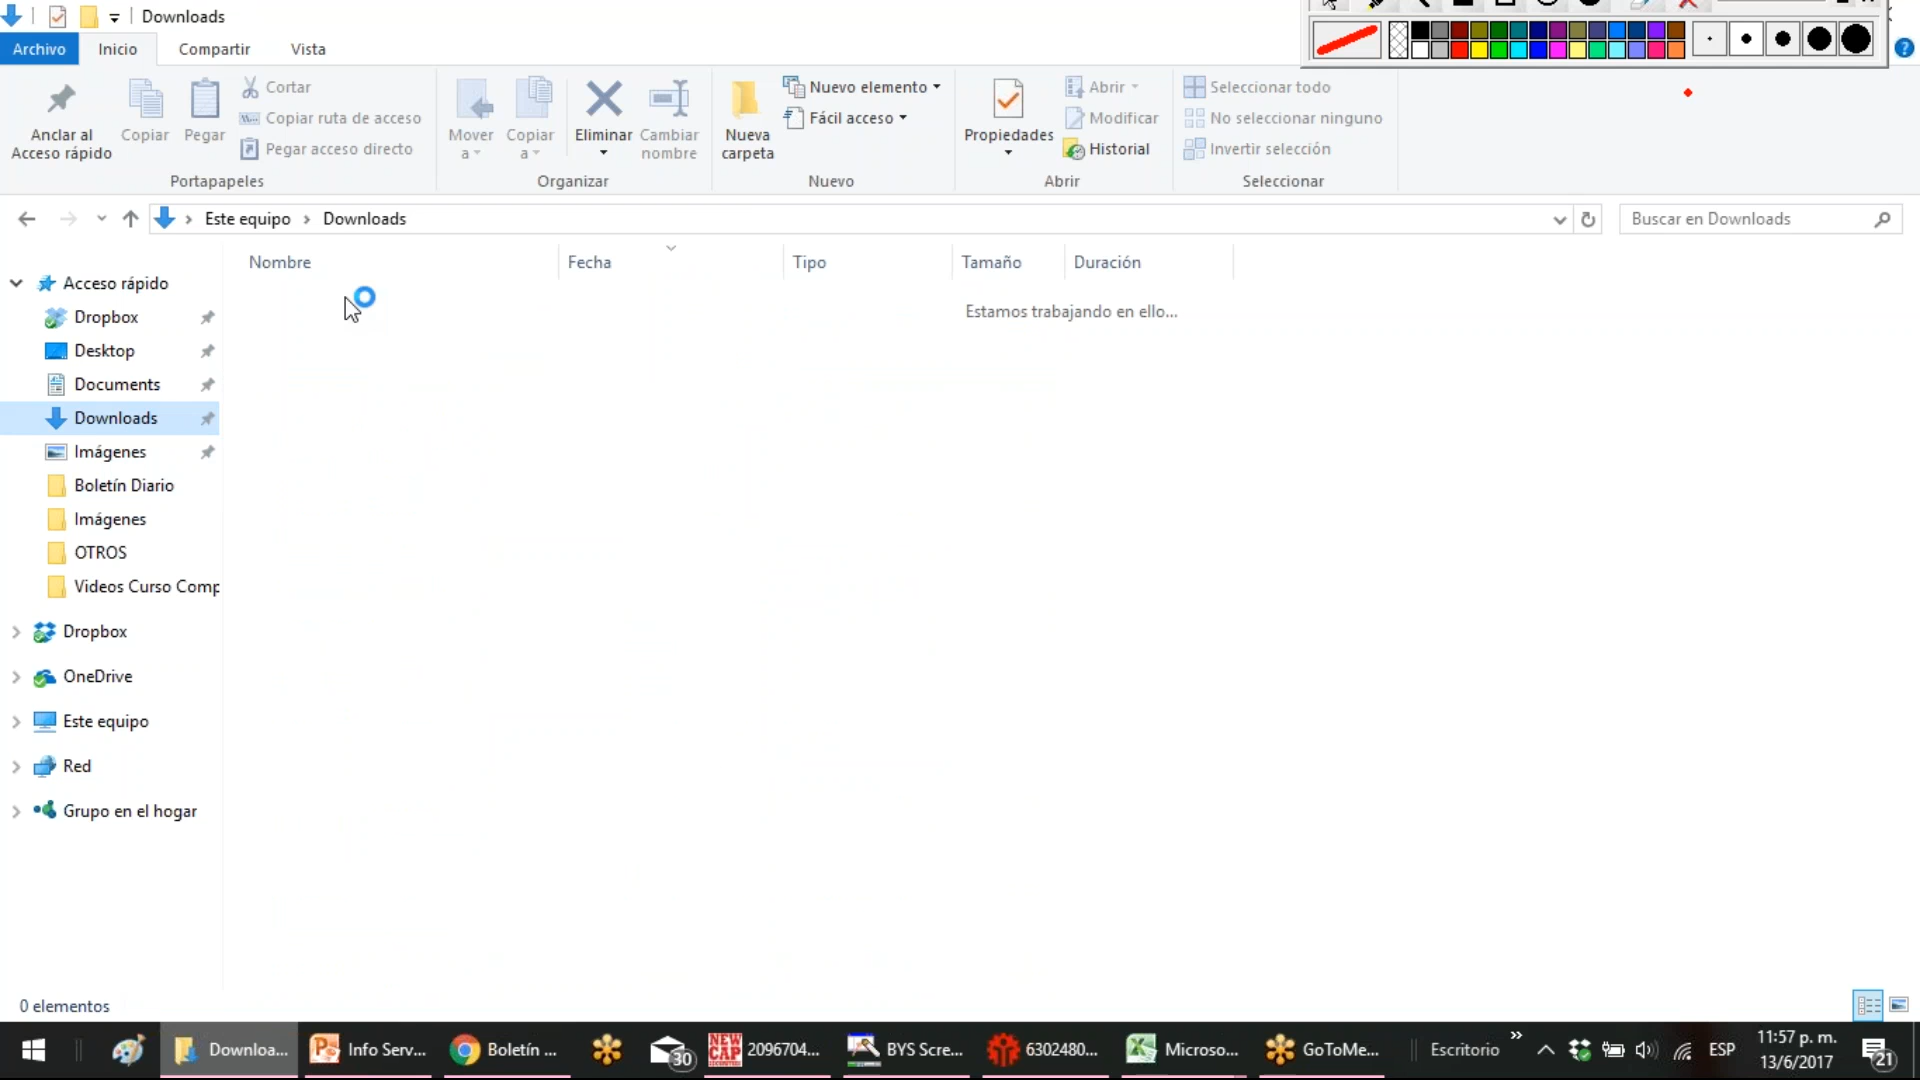 Downloads
Archivo Inicio Compartir Vista
Anclar al Acceso rápido
Copiar
Pegar
Cortar
Copiar ruta de acceso
Pegar acceso directo
Portapapeles
Mover a
Copiar a
Eliminar
Cambiar nombre
Organizar
Nueva carpeta
Nuevo elemento
Fácil acceso
Nuevo
Propiedades
Abrir
Modificar
Historial
Abrir
Seleccionar todo
No seleccionar ninguno
Invertir selección
Seleccionar
Este equipo > Downloads
Buscar en Downloads
Nombre Fecha Tipo Tamaño Duración
Estamos trabajando en ello...
Acceso rápido
Dropbox
Desktop
Documents
Downloads
Imágenes
Boletín Diario
Imágenes
OTROS
Videos Curso Comp
Dropbox
OneDrive
Este equipo
Red
Grupo en el hogar
0 elementos
Downloa...
Info Serv...
Boletín ...
30
NEW CAP
2096704...
BYS Scre...
6302480...
Microso...
GoToMe...
Escritorio
ESP
11:57 p. m.
13/6/2017
21